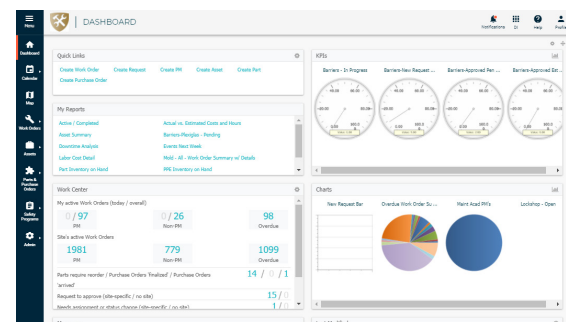 Menu
DASHBOARD
Notifications
DI
Help
Dashboard
Calendar
Map
Work Orders
Assets
Parts & Purchase Orders
Safety Programs
Admin
Quick Links
Create Work Order Create Request Create PM Create Asset Create Part
Create Purchase Order
My Reports
Active / Completed Actual vs. Estimated Costs and Hours
Asset Summary Barriers-Plexiglas - Pending
Downtime Analysis Events Next Week
Labor Cost Detail Mold - All - Work Order Summary w/ Details
Part Inventory on Hand PPE Inventory on Hand
Work Center
My active Work Orders (today / overall)
0 / 97 0 / 26 98
PM Non-PM Overdue
Site's active Work Orders
1981 779 1099
PM Non-PM Overdue
Parts require reorder / Purchase Orders 'finalized' / Purchase Orders 14 / 0 / 1
'arrived'
Request to approve (site-specific / no site) 15 / 0
Needs assignment or status change (site-specific / no site) 1 / 0
KPIs
Barriers - In Progress Barriers-New Request ... Barriers-Approved Pen ... Barriers-Approved Est ...
Charts
New Request Bar Overdue Work Order Su ... Maint Acad PM's Lockshop - Open